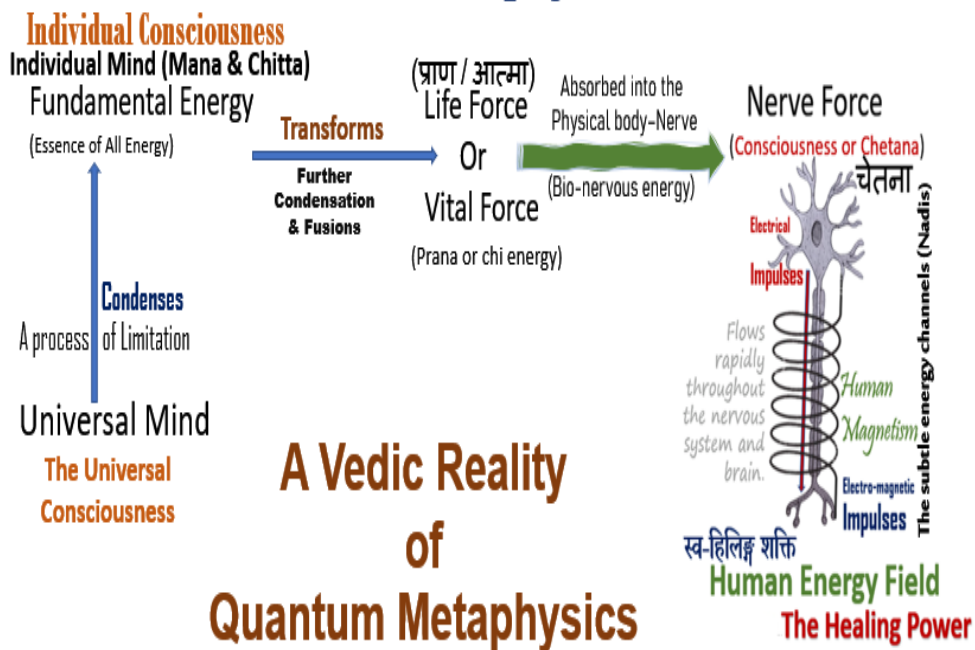 Individual Consciousness
Individual Mind (Mana & Chitta)
Fundamental Energy
(Essence of All Energy)
Condenses
A process of Limitation
Universal Mind
The Universal
Consciousness
Transforms
Further
Condensation
& Fusions
(प्राण / आत्मा)
Life Force
Or
Vital Force
(Prana or chi energy)
Absorbed into the
Physical body-Nerve
(Bio-nervous energy)
Nerve Force
(Consciousness or Chetana)
चेतना
Electrical
Impulses
Flows
rapidly
throughout
the nervous
system and
brain.
Human
Magnetism
Electro-magnetic
Impulses
The subtle energy channels (Nadis)
स्व-हिलिङ्ग शक्ति
Human Energy Field
The Healing Power
A Vedic Reality
of
Quantum Metaphysics